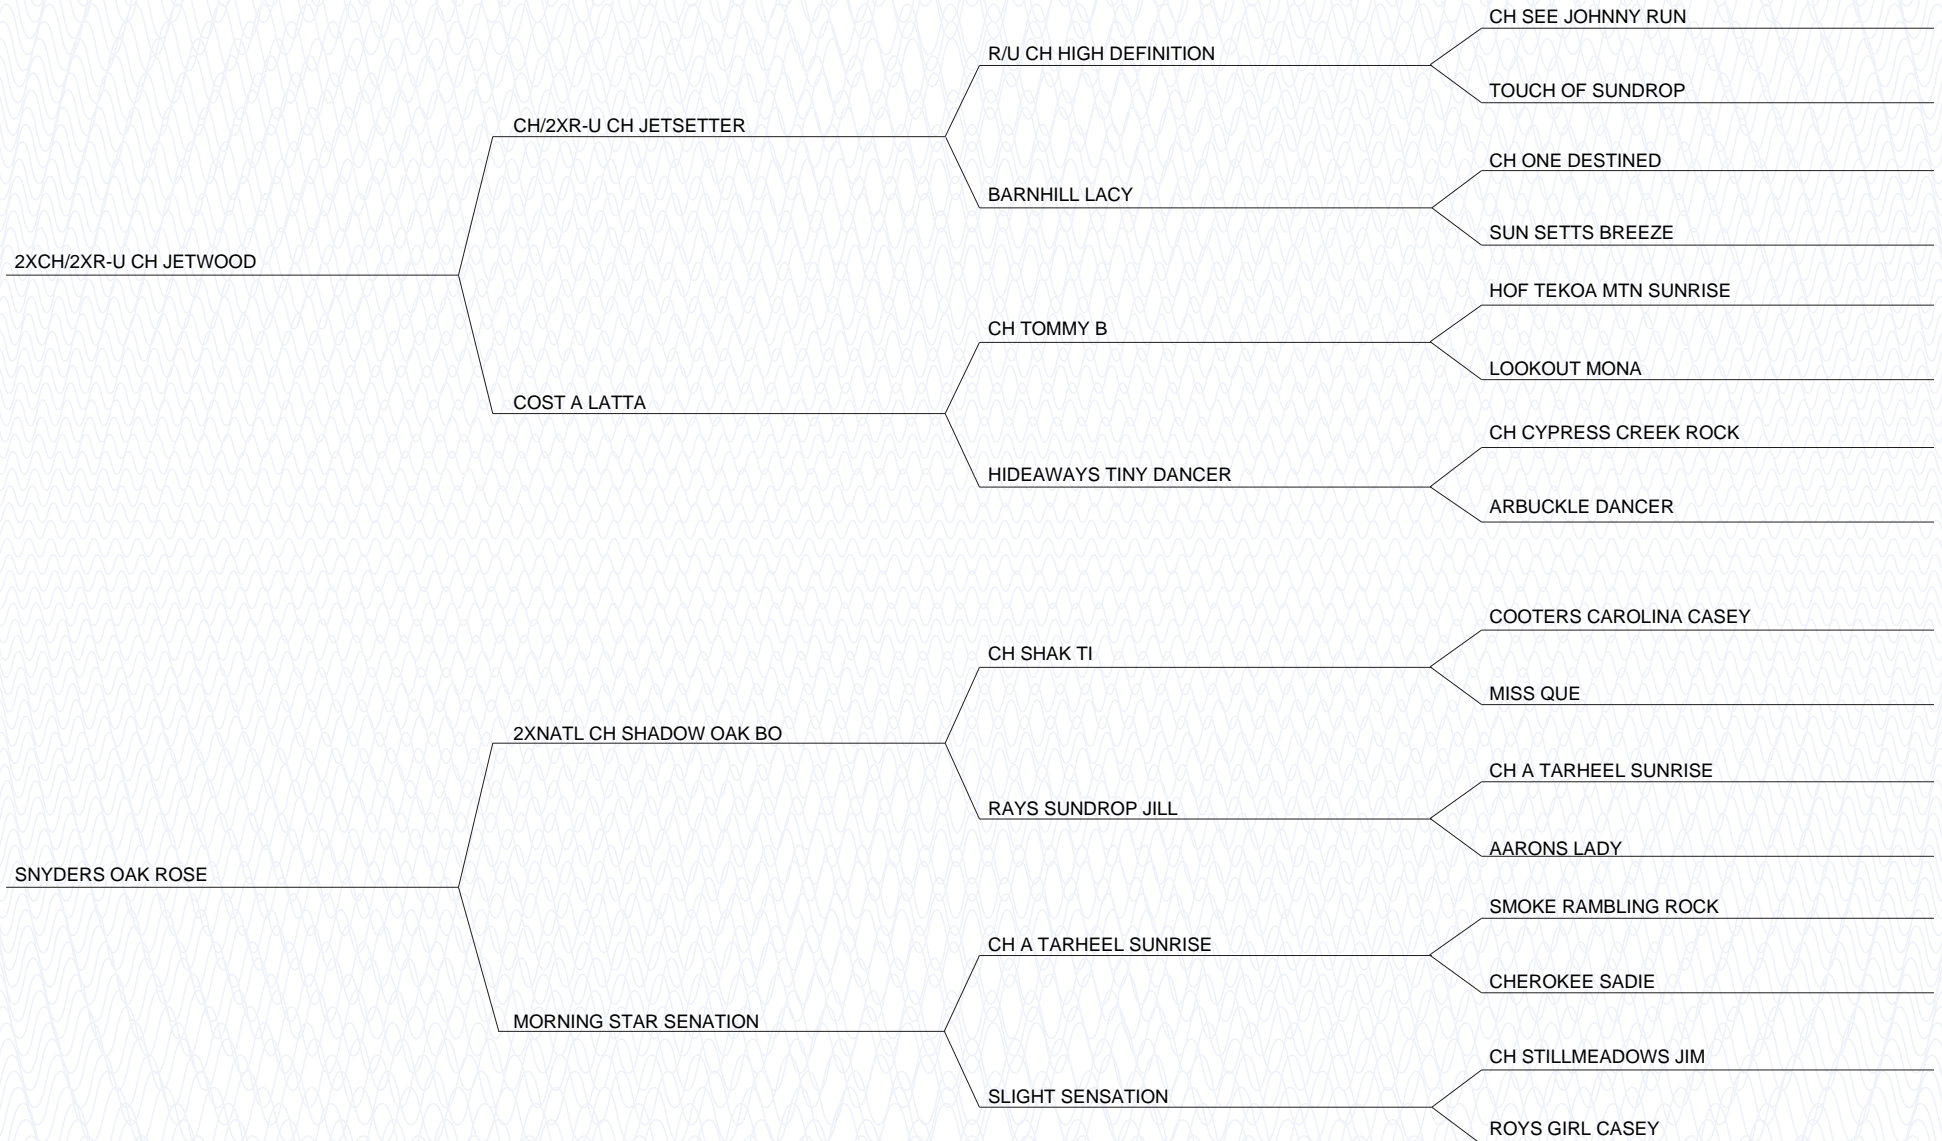 CH SEE JOHNNY RUN
R/U CH HIGH DEFINITION
TOUCH OF SUNDROP
CH/2XR-U CH JETSETTER
CH ONE DESTINED
BARNHILL LACY
SUN SETTS BREEZE
2XCH/2XR-U CH JETWOOD
HOF TEKOA MTN SUNRISE
CH TOMMY B
LOOKOUT MONA
COST A LATTA
CH CYPRESS CREEK ROCK
HIDEAWAYS TINY DANCER
ARBUCKLE DANCER
COOTERS CAROLINA CASEY
CH SHAK TI
MISS QUE
2XNATL CH SHADOW OAK BO
CH A TARHEEL SUNRISE
RAYS SUNDROP JILL
AARONS LADY
SNYDERS OAK ROSE
SMOKE RAMBLING ROCK
CH A TARHEEL SUNRISE
CHEROKEE SADIE
MORNING STAR SENATION
CH STILLMEADOWS JIM
SLIGHT SENSATION
ROYS GIRL CASEY